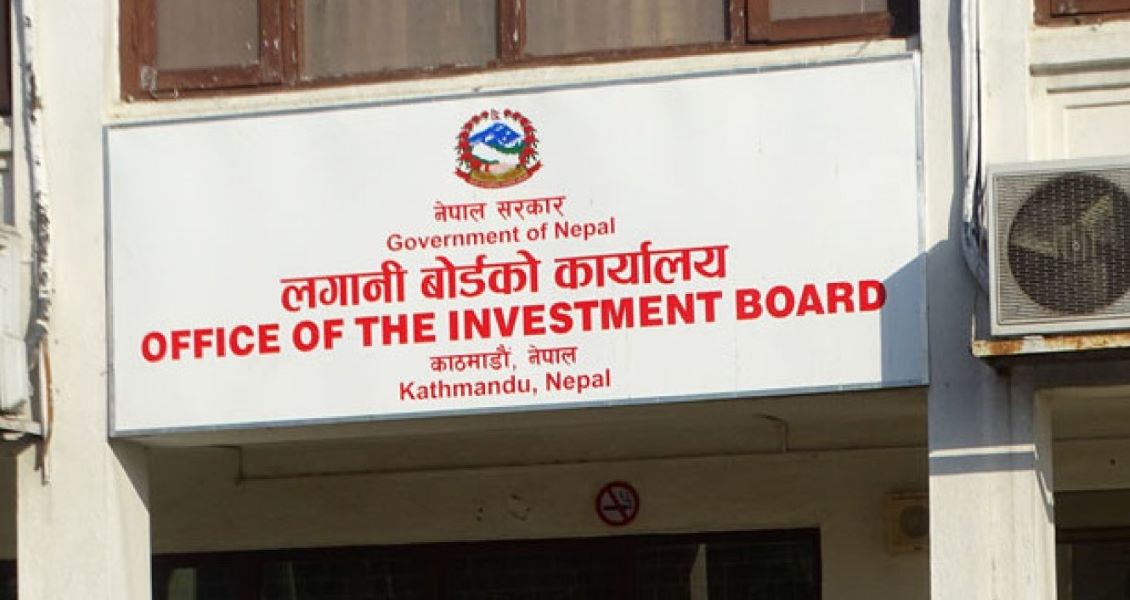 नेपाल सरकार
Government of Nepal
लगानी बोर्डको कार्यालय
OFFICE OF THE INVESTMENT BOARD
काठमाडौं, नेपाल
Kathmandu, Nepal